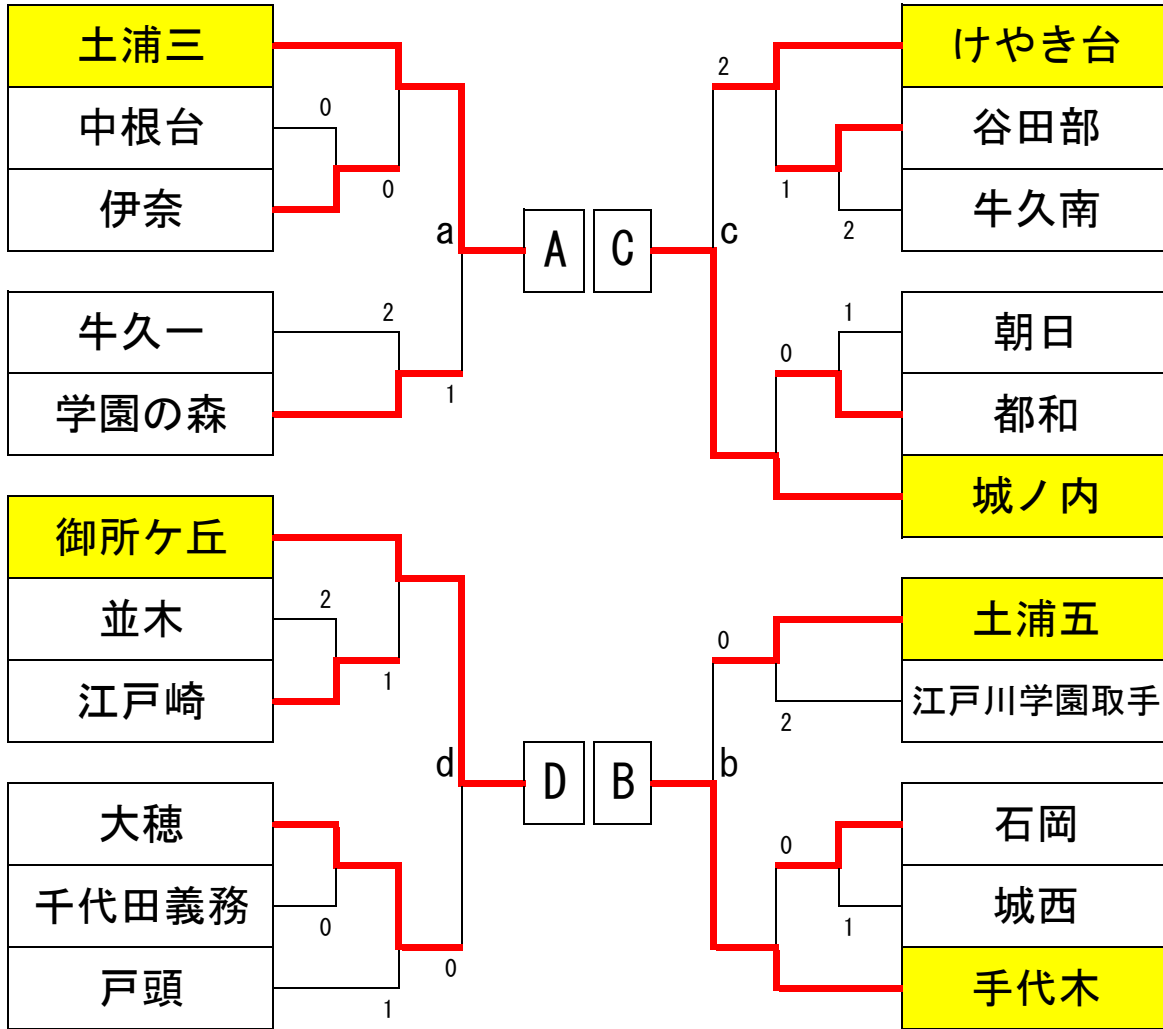 土浦三
中根台
伊奈
0
0
牛久一
学園の森
2
1
a
A
御所ケ丘
並木
江戸崎
2
1
大穂
千代田義務
戸頭
0
1
0
d
D
けやき台
谷田部
牛久南
2
1
2
朝日
都和
城ノ内
1
0
c
C
土浦五
江戸川学園取手
0
2
石岡
城西
手代木
0
1
b
B